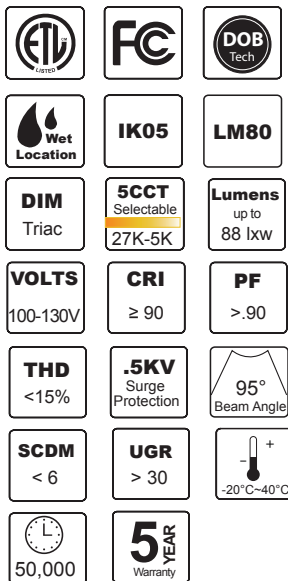 ETL
CM
LISTED
FC
DOB
Tech
Wet
Location
IK05
LM80
DIM
Triac
5CCT
Selectable
27K-5K
Lumens
up to
88 lxw
VOLTS
100-130V
CRI
≥ 90
PF
>.90
THD
<15%
.5KV
Surge
Protection
95°
Beam Angle
SCDM
< 6
UGR
> 30
+
-
-20°C~40°C
50,000
5 YEAR
Warranty